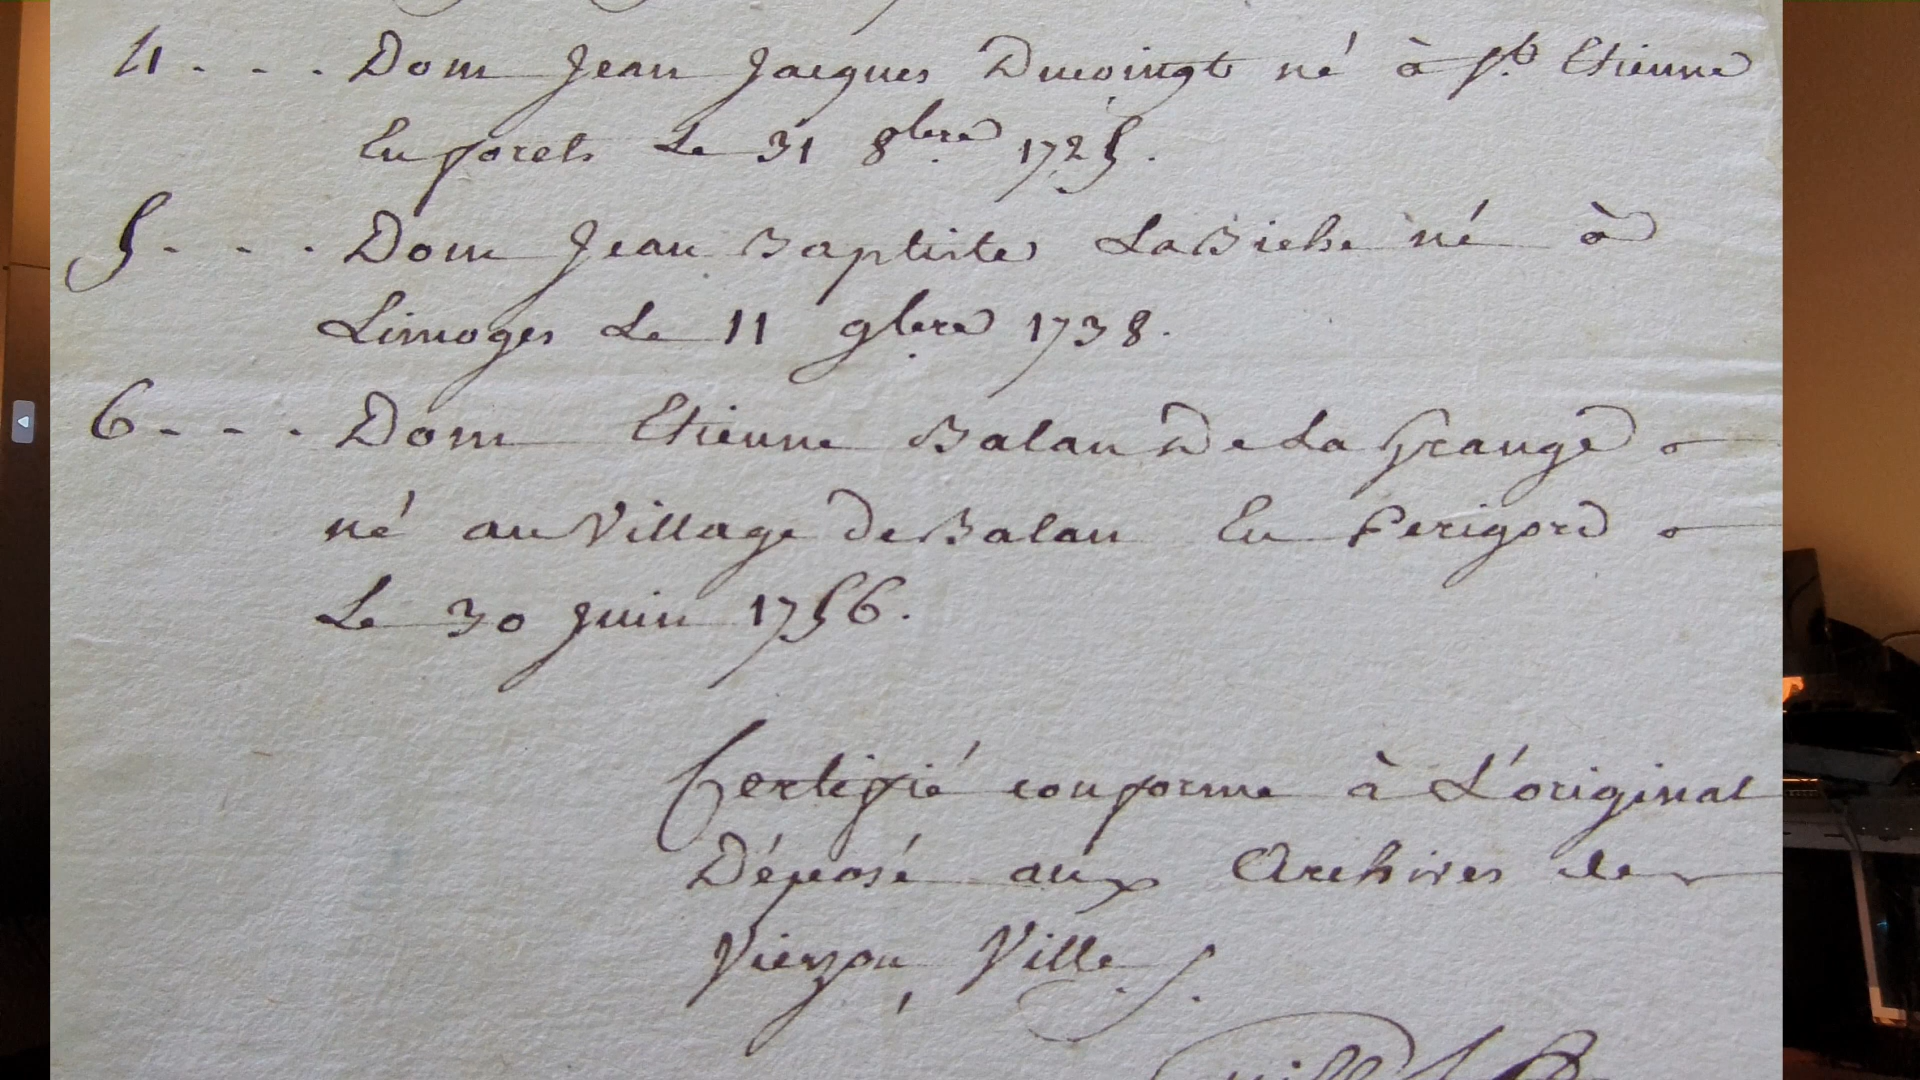 4 - - - Dom Jean Jacques Ducoingt né à St. Etienne
En forets Le 31 8bre 1725.
5 - - - Dom Jean Baptiste LaBiche né à
Limoges Le 11 9bre 1738.
6 - - - Dom Etienne Balan De La Grange
né au Village de Balan En Perigord
Le 30 Juin 1756.
Certifié conforme à L'original
Déposé aux Archives de
Vierzon Ville /.